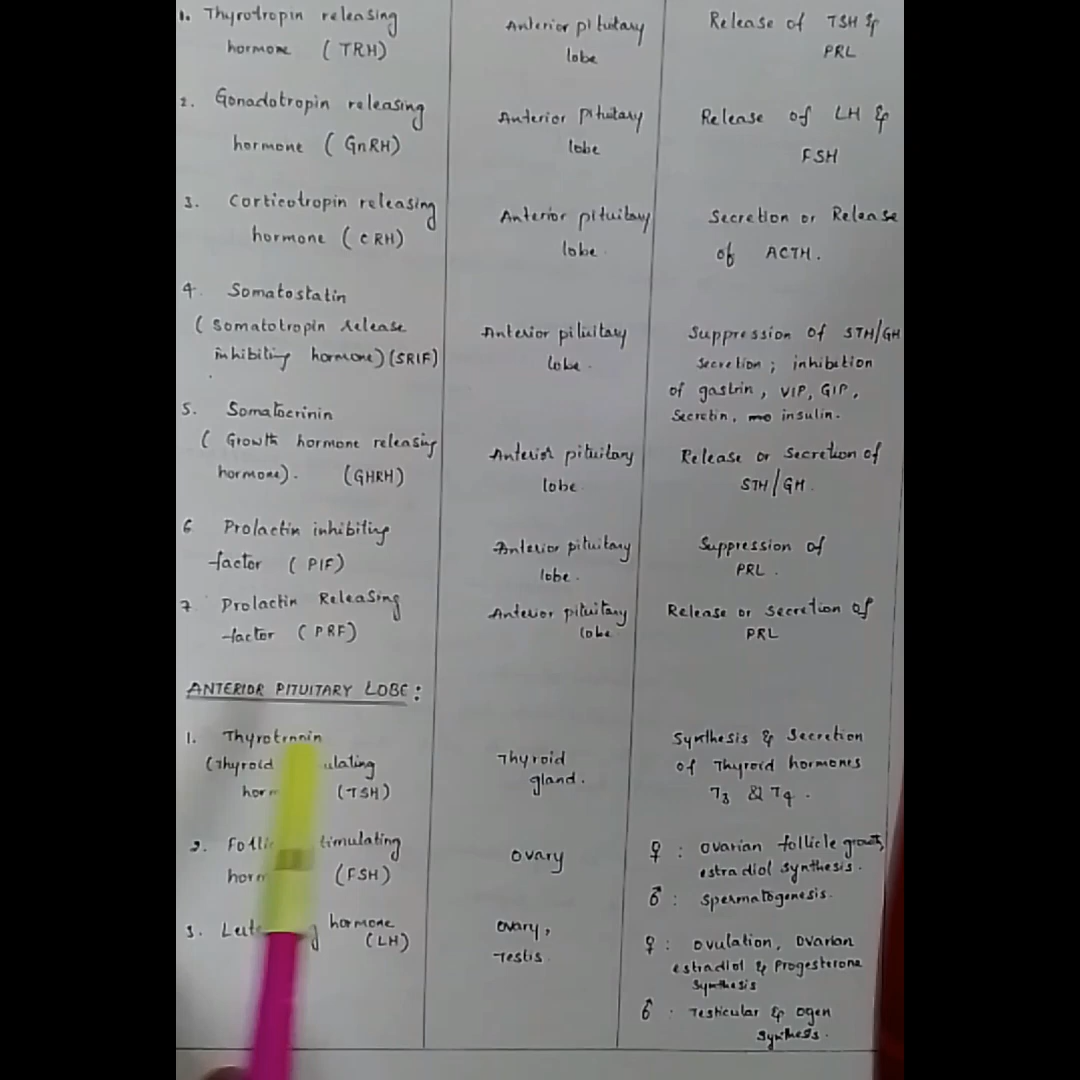 1. Thyrotropin releasing
hormone (TRH)
Anterior pituitary
lobe
Release of TSH &
PRL
2. Gonadotropin releasing
hormone (GnRH)
Anterior pituitary
lobe
Release of LH &
FSH
3. Corticotropin releasing
hormone (CRH)
Anterior pituitary
lobe.
Secretion or Release
of ACTH.
4. Somatostatin
(Somatotropin release
inhibiting hormone) (SRIF)
Anterior pituitary
lobe.
Suppression of STH/GH
secretion; inhibition
of gastrin, VIP, GIP,
Secretin, insulin.
5. Somatocrinin
(Growth hormone releasing
hormone). (GHRH)
Anterior pituitary
lobe.
Release or secretion of
STH/GH.
6 Prolactin inhibiting
factor (PIF)
Anterior pituitary
lobe.
Suppression of
PRL.
7. Prolactin Releasing
factor (PRF)
Anterior pituitary
lobe.
Release or secretion of
PRL
ANTERIOR PITUITARY LOBE:
1. Thyrotropin
(Thyroid ulating
horm (TSH)
Thyroid
gland.
Synthesis & Secretion
of Thyroid hormones
T3 & T4.
2. Folli timulating
horm (FSH)
Ovary
♀: Ovarian follicle growth,
estradiol synthesis.
♂: Spermatogenesis.
3. hormone
(LH)
Ovary,
Testis.
♀: Ovulation, Ovarian
estradiol & Progesterone
Synthesis
♂: Testicular & ogen
synthesis.